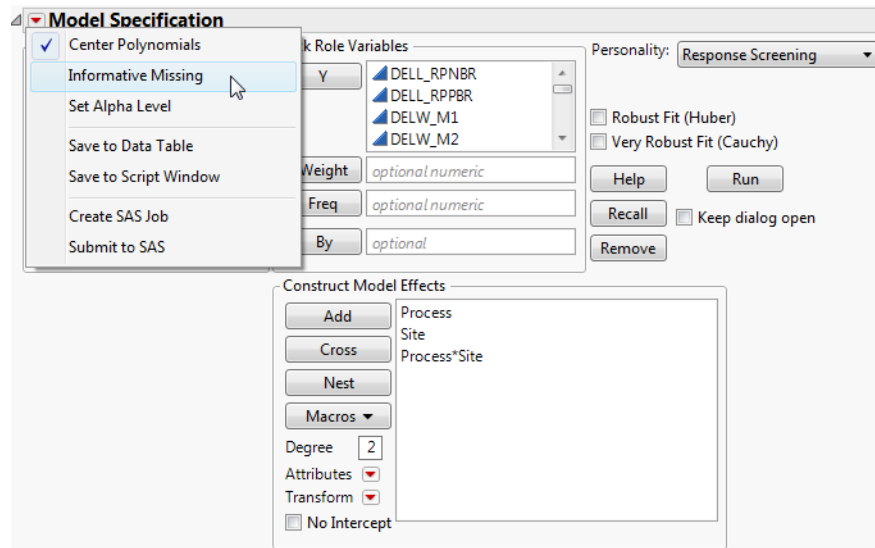 Model Specification
Center Polynomials
Informative Missing
Set Alpha Level
Save to Data Table
Save to Script Window
Create SAS Job
Submit to SAS
k Role Variables
Y
DELL_RPNBR
DELL_RPPBR
DELW_M1
DELW_M2
Weight optional numeric
Freq optional numeric
By optional
Personality: Response Screening
Robust Fit (Huber)
Very Robust Fit (Cauchy)
Help Run
Recall Keep dialog open
Remove
Construct Model Effects
Add
Cross
Nest
Macros
Degree 2
Attributes
Transform
No Intercept
Process
Site
Process*Site